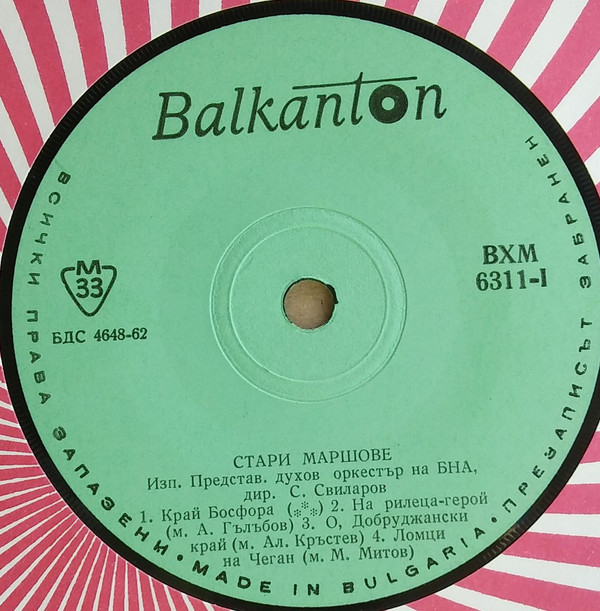 Balkanton
ВСИЧКИ ПРАВА ЗАПАЗЕНИ • MADE IN BULGARIA • ПРЕЗАПИСЪТ ЗАБРАНЕН
М
33
БДС 4648-62
ВХМ
6311-I
СТАРИ МАРШОВЕ
Изп. Представ. духов оркестър на БНА,
дир. С. Свиларов
1. Край Босфора (***) 2. На рилеца-герой
(м. А. Гълъбов) 3. О, Добруджански
край (м. Ал. Кръстев) 4. Ломци
на Чеган (м. М. Митов)